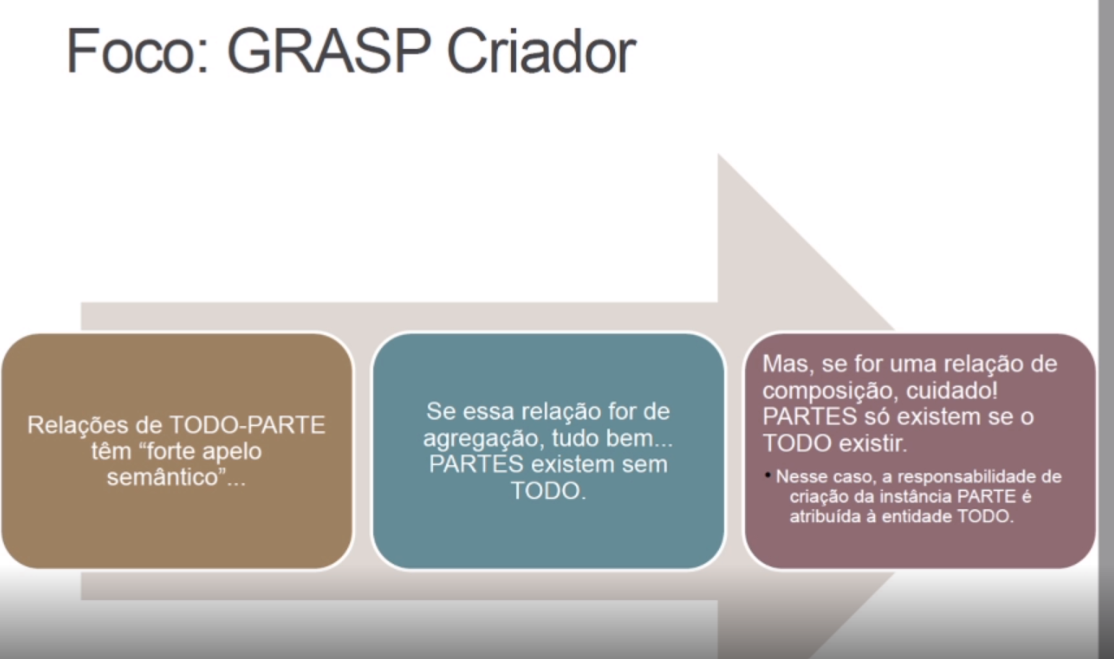 Foco: GRASP Criador
Relações de TODO-PARTE
têm “forte apelo
semântico”...
Se essa relação for de
agregação, tudo bem...
PARTES existem sem
TODO.
Mas, se for uma relação de
composição, cuidado!
PARTES só existem se o
TODO existir.
• Nesse caso, a responsabilidade de
criação da instância PARTE é
atribuída à entidade TODO.